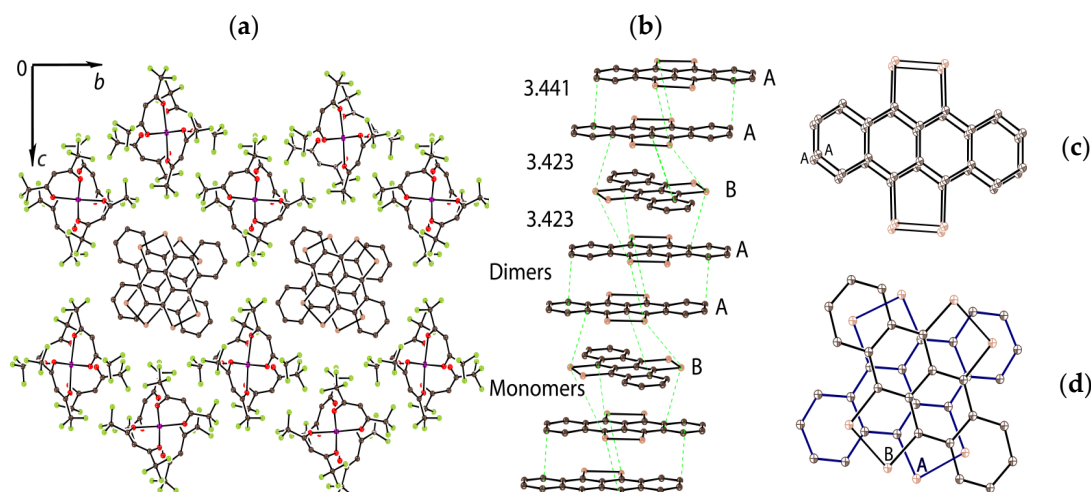 (a)
(b)
0
b
c
3.441
A
A
3.423
B
3.423
A
Dimers
A
B
Monomers
A A
(c)
B A
(d)